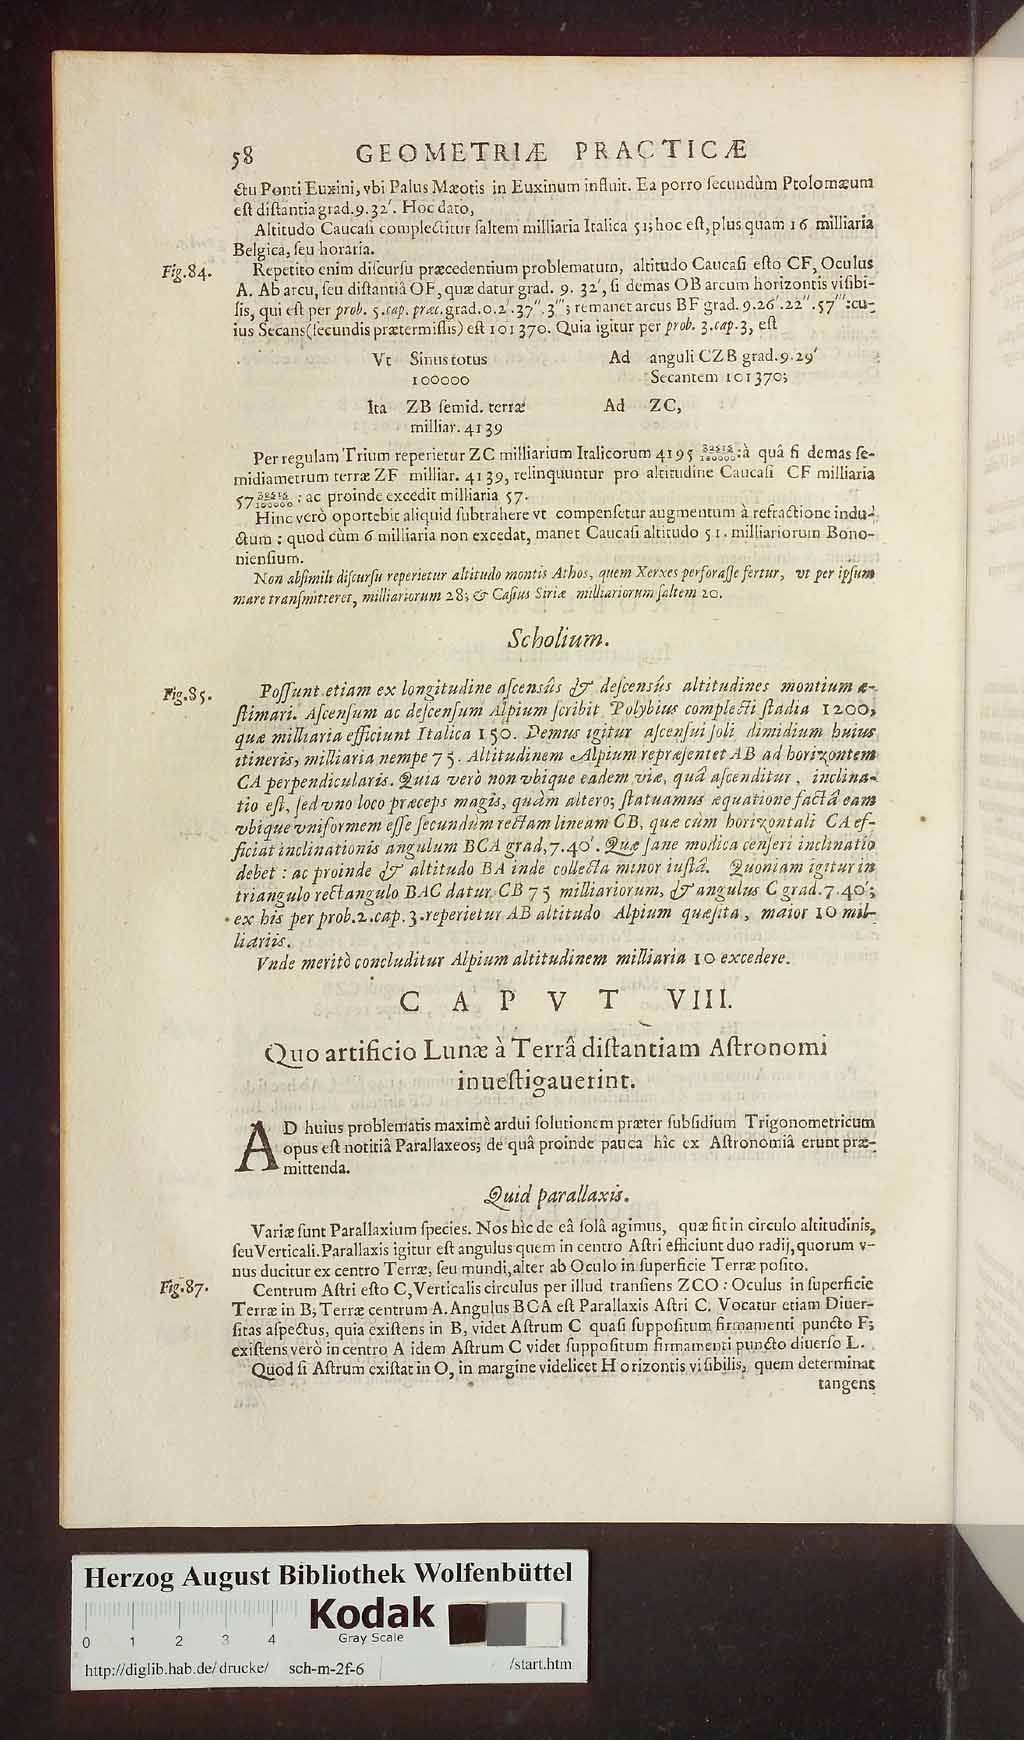 58 GEOMETRIÆ PRACTICÆ
ctu Ponti Euxini, vbi Palus Mæotis in Euxinum influit. Ea porro ſecundùm Ptolomæum
eſt diſtantia grad. 9. 32′. Hoc dato,
Altitudo Caucaſi complectitur ſaltem milliaria Italica 51; hoc eſt, plus quam 16 milliaria
Belgica, ſeu horaria.
Fig. 84. Repetito enim diſcurſu præcedentium problematum, altitudo Caucaſi eſto CF, Oculus
A. Ab arcu, ſeu diſtantiâ OF, quæ datur grad. 9. 32′, ſi demas OB arcum horizontis viſibi-
lis, qui eſt per prob. 5. cap. præc. grad. 0. 2′. 37″. 3‴; remanet arcus BF grad. 9. 26′. 22″. 57‴: cu-
ius Secans (ſecundis prætermiſſis) eſt 101370. Quia igitur per prob. 3. cap. 3, eſt
Vt Sinus totus Ad anguli CZB grad. 9. 29′
100000 Secantem 101370;
Ita ZB ſemid. terræ Ad ZC,
milliar. 4139
Per regulam Trium reperietur ZC milliarium Italicorum 4195 : à quâ ſi demas ſe-
midiametrum terræ ZF milliar. 4139, relinquuntur pro altitudine Caucaſi CF milliaria
57 : ac proinde excedit milliaria 57.
Hinc verò oportebit aliquid ſubtrahere vt compenſetur augmentum à refractione indu-
ctum : quod cùm 6 milliaria non excedat, manet Caucaſi altitudo 51. milliariorum Bono-
nienſium.
Non abſimili diſcurſu reperietur altitudo montis Athos, quem Xerxes perforaſſe fertur, vt per ipſum
mare tranſmitteret, milliariorum 28; & Caſius Siriæ milliariorum ſaltem 20.
Scholium.
Fig. 85. Poſſunt etiam ex longitudine aſcensûs & deſcensûs altitudines montium æ-
ſtimari. Aſcenſum ac deſcenſum Alpium ſcribit Polybius complecti ſtadia 1200,
quæ milliaria efficiunt Italica 150. Demus igitur aſcenſui ſoli dimidium huius
itineris, milliaria nempe 75. Altitudinem Alpium repræſentet AB ad horizontem
CA perpendicularis. Quia verò non vbique eadem viæ, quâ aſcenditur, inclina-
tio eſt, ſed vno loco præceps magis, quàm altero; ſtatuamus æquatione factâ eam
vbique vniformem eſſe ſecundùm rectam lineam CB, quæ cùm horizontali CA ef-
ficiat inclinationis angulum BCA grad, 7. 40′. Quæ ſane modica cenſeri inclinatio
debet : ac proinde & altitudo BA inde collecta minor iuſtâ. Quoniam igitur in
triangulo rectangulo BAC datur CB 75 milliariorum, & angulus C grad. 7. 40′;
ex his per prob. 2. cap. 3. reperietur AB altitudo Alpium quæſita, maior 10 mil-
liariis.
Vnde meritò concluditur Alpium altitudinem milliaria 10 excedere.
CAPVT VIII.
Quo artificio Lunæ à Terrâ diſtantiam Aſtronomi
inueſtigauerint.
AD huius problematis maximè ardui ſolutionem præter ſubſidium Trigonometricum
opus eſt notitiâ Parallaxeos; de quâ proinde pauca hìc ex Aſtronomiâ erunt præ-
mittenda.
Quid parallaxis.
Variæ ſunt Parallaxium ſpecies. Nos hìc de eâ ſolâ agimus, quæ fit in circulo altitudinis,
ſeu Verticali. Parallaxis igitur eſt angulus quem in centro Aſtri efficiunt duo radij, quorum v-
nus ducitur ex centro Terræ, ſeu mundi, alter ab Oculo in ſuperficie Terræ poſito.
Fig. 87. Centrum Aſtri eſto C, Verticalis circulus per illud tranſiens ZCO : Oculus in ſuperficie
Terræ in B; Terræ centrum A. Angulus BCA eſt Parallaxis Aſtri C. Vocatur etiam Diuer-
ſitas aſpectus, quia exiſtens in B, videt Aſtrum C quaſi ſuppoſitum firmamenti puncto F;
exiſtens verò in centro A idem Aſtrum C videt ſuppoſitum firmamenti puncto diuerſo L.
Quod ſi Aſtrum exiſtat in O, in margine videlicet Horizontis viſibilis, quem determinat
tangens
Herzog August Bibliothek Wolfenbüttel
Kodak
Gray Scale
0 1 2 3 4
http://diglib.hab.de/drucke/ sch-m-2f-6 /start.htm